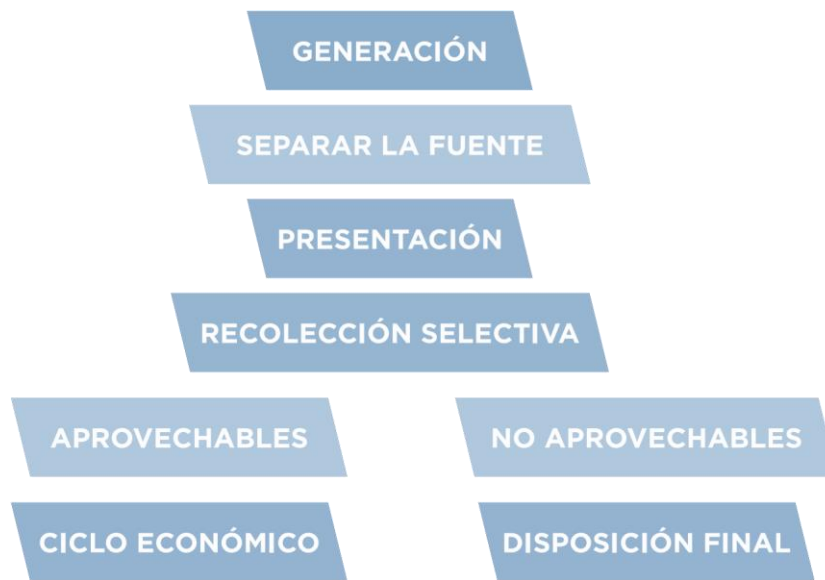 GENERACIÓN
SEPARAR LA FUENTE
PRESENTACIÓN
RECOLECCIÓN SELECTIVA
APROVECHABLES
NO APROVECHABLES
CICLO ECONÓMICO
DISPOSICIÓN FINAL